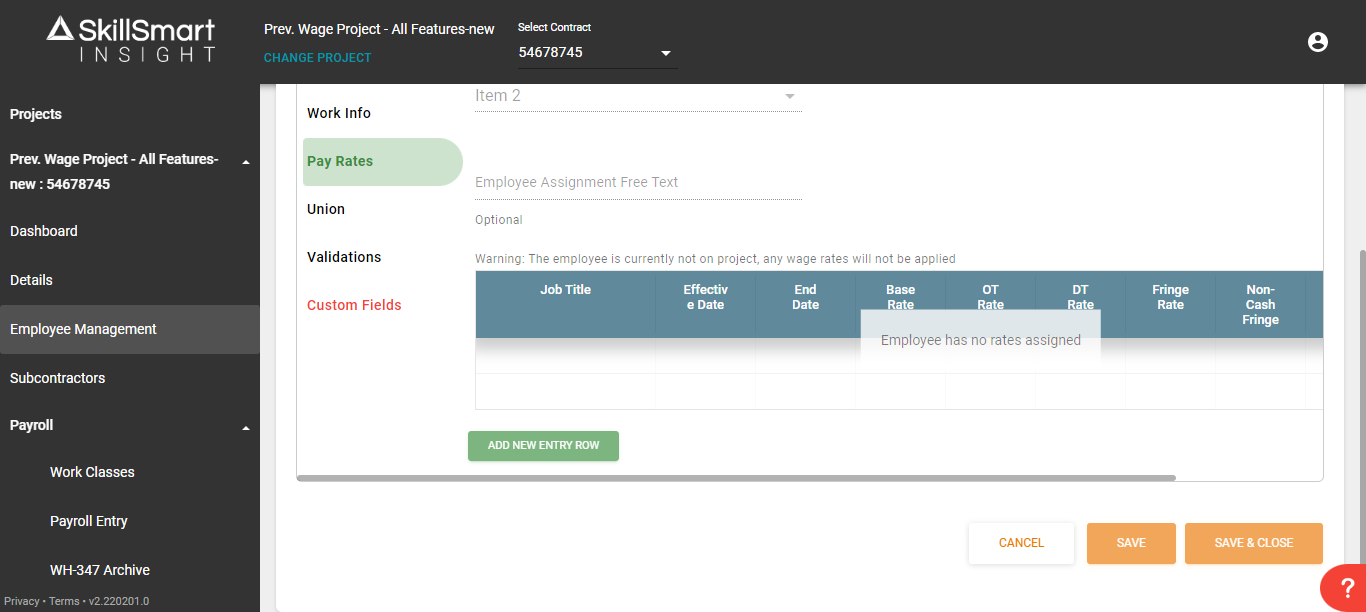 SkillSmart
INSIGHT
Prev. Wage Project - All Features-new
CHANGE PROJECT
Select Contract
54678745
Projects
Prev. Wage Project - All Features-
new : 54678745
Dashboard
Details
Employee Management
Subcontractors
Payroll
Work Classes
Payroll Entry
WH-347 Archive
Privacy • Terms • v2.220201.0
Work Info
Pay Rates
Union
Validations
Custom Fields
Item 2
Employee Assignment Free Text
Optional
Warning: The employee is currently not on project, any wage rates will not be applied
Job Title
Effectiv
e Date
End
Date
Base
Rate
OT
Rate
DT
Rate
Fringe
Rate
Non-
Cash
Fringe
Employee has no rates assigned
ADD NEW ENTRY ROW
CANCEL
SAVE
SAVE & CLOSE
?